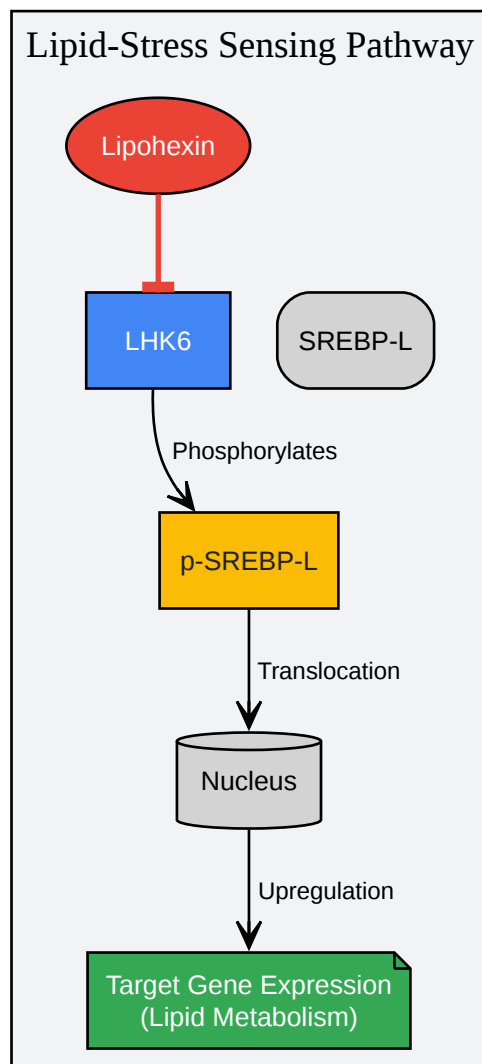 Lipid-Stress Sensing Pathway
Lipohexin
LHK6
SREBP-L
Phosphorylates
p-SREBP-L
Translocation
Nucleus
Upregulation
Target Gene Expression
(Lipid Metabolism)